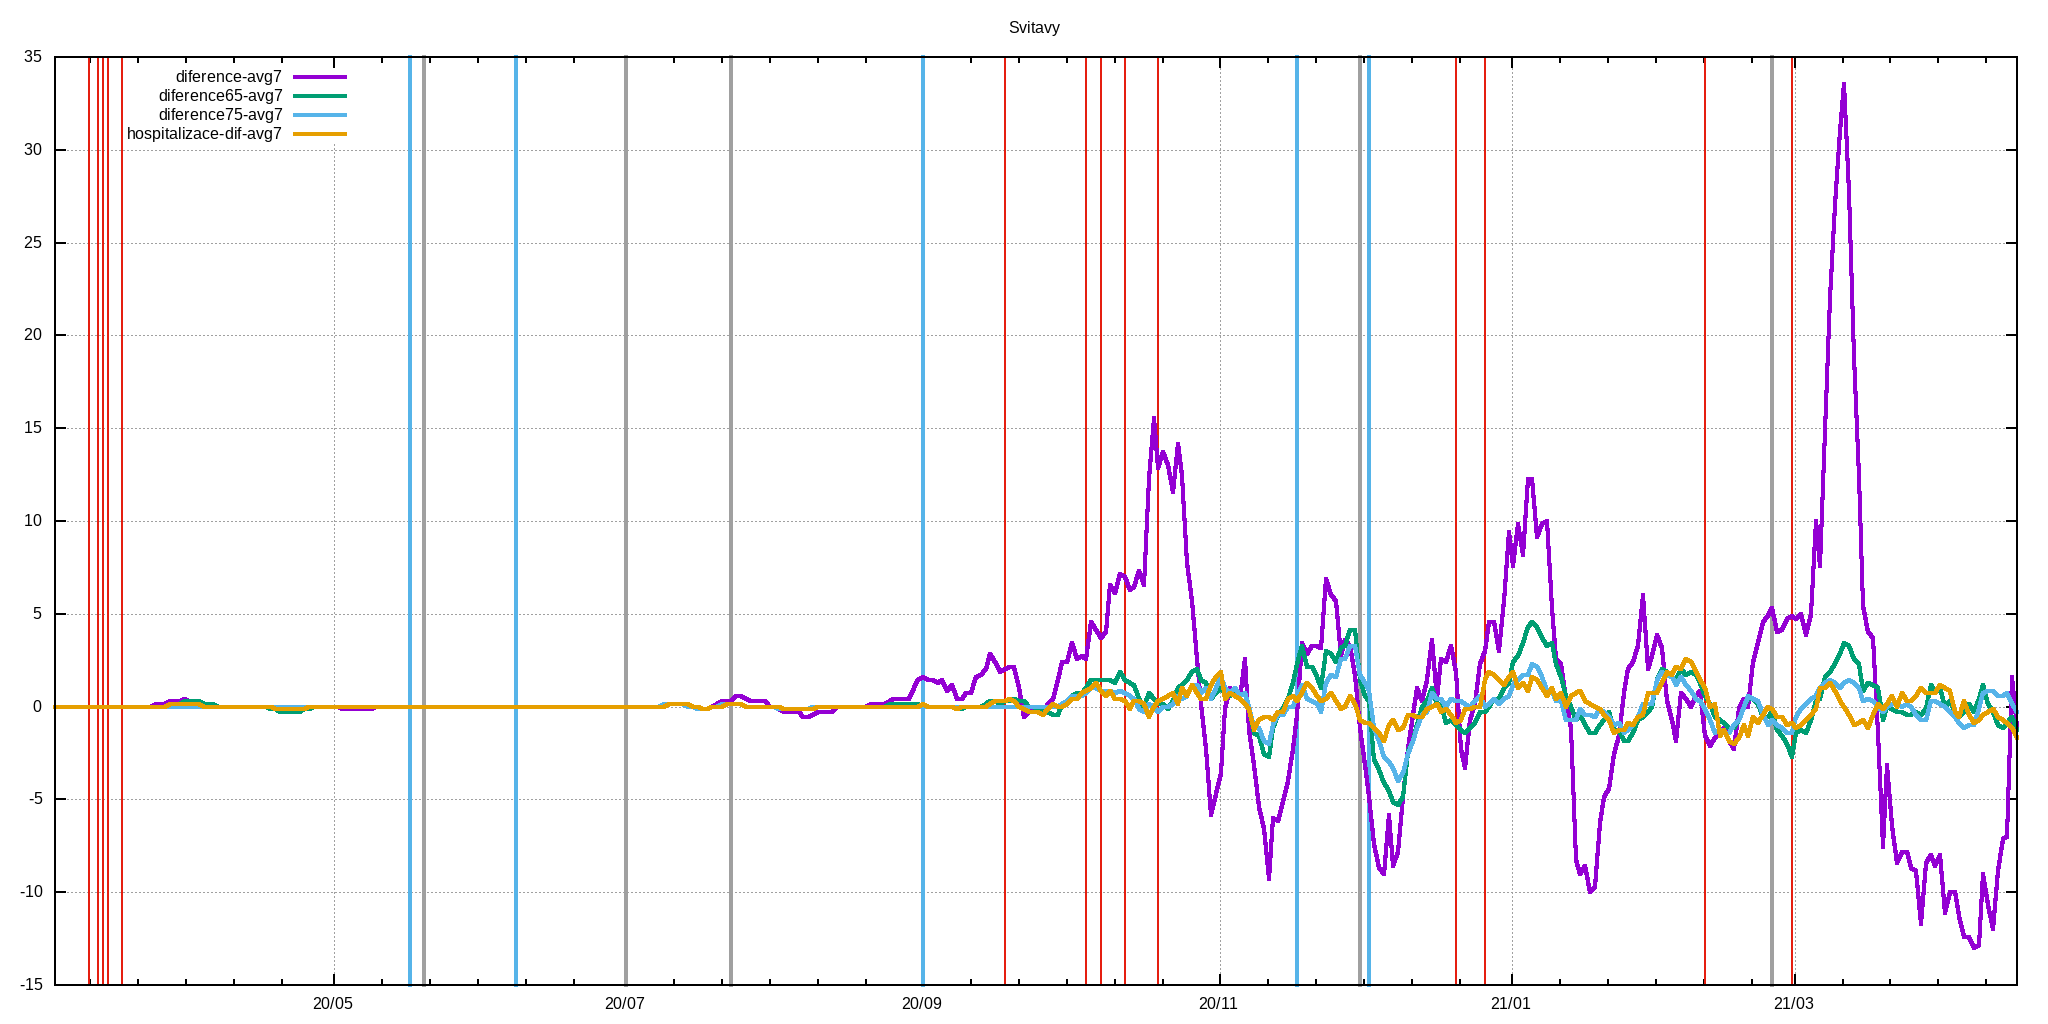 Svitavy
35
diference-avg7
diference65-avg7
diference75-avg7
hospitalizace-dif-avg7
30
25
20
15
10
5
0
-5
-10
-15
20/05 20/07 20/09 20/11 21/01 21/03